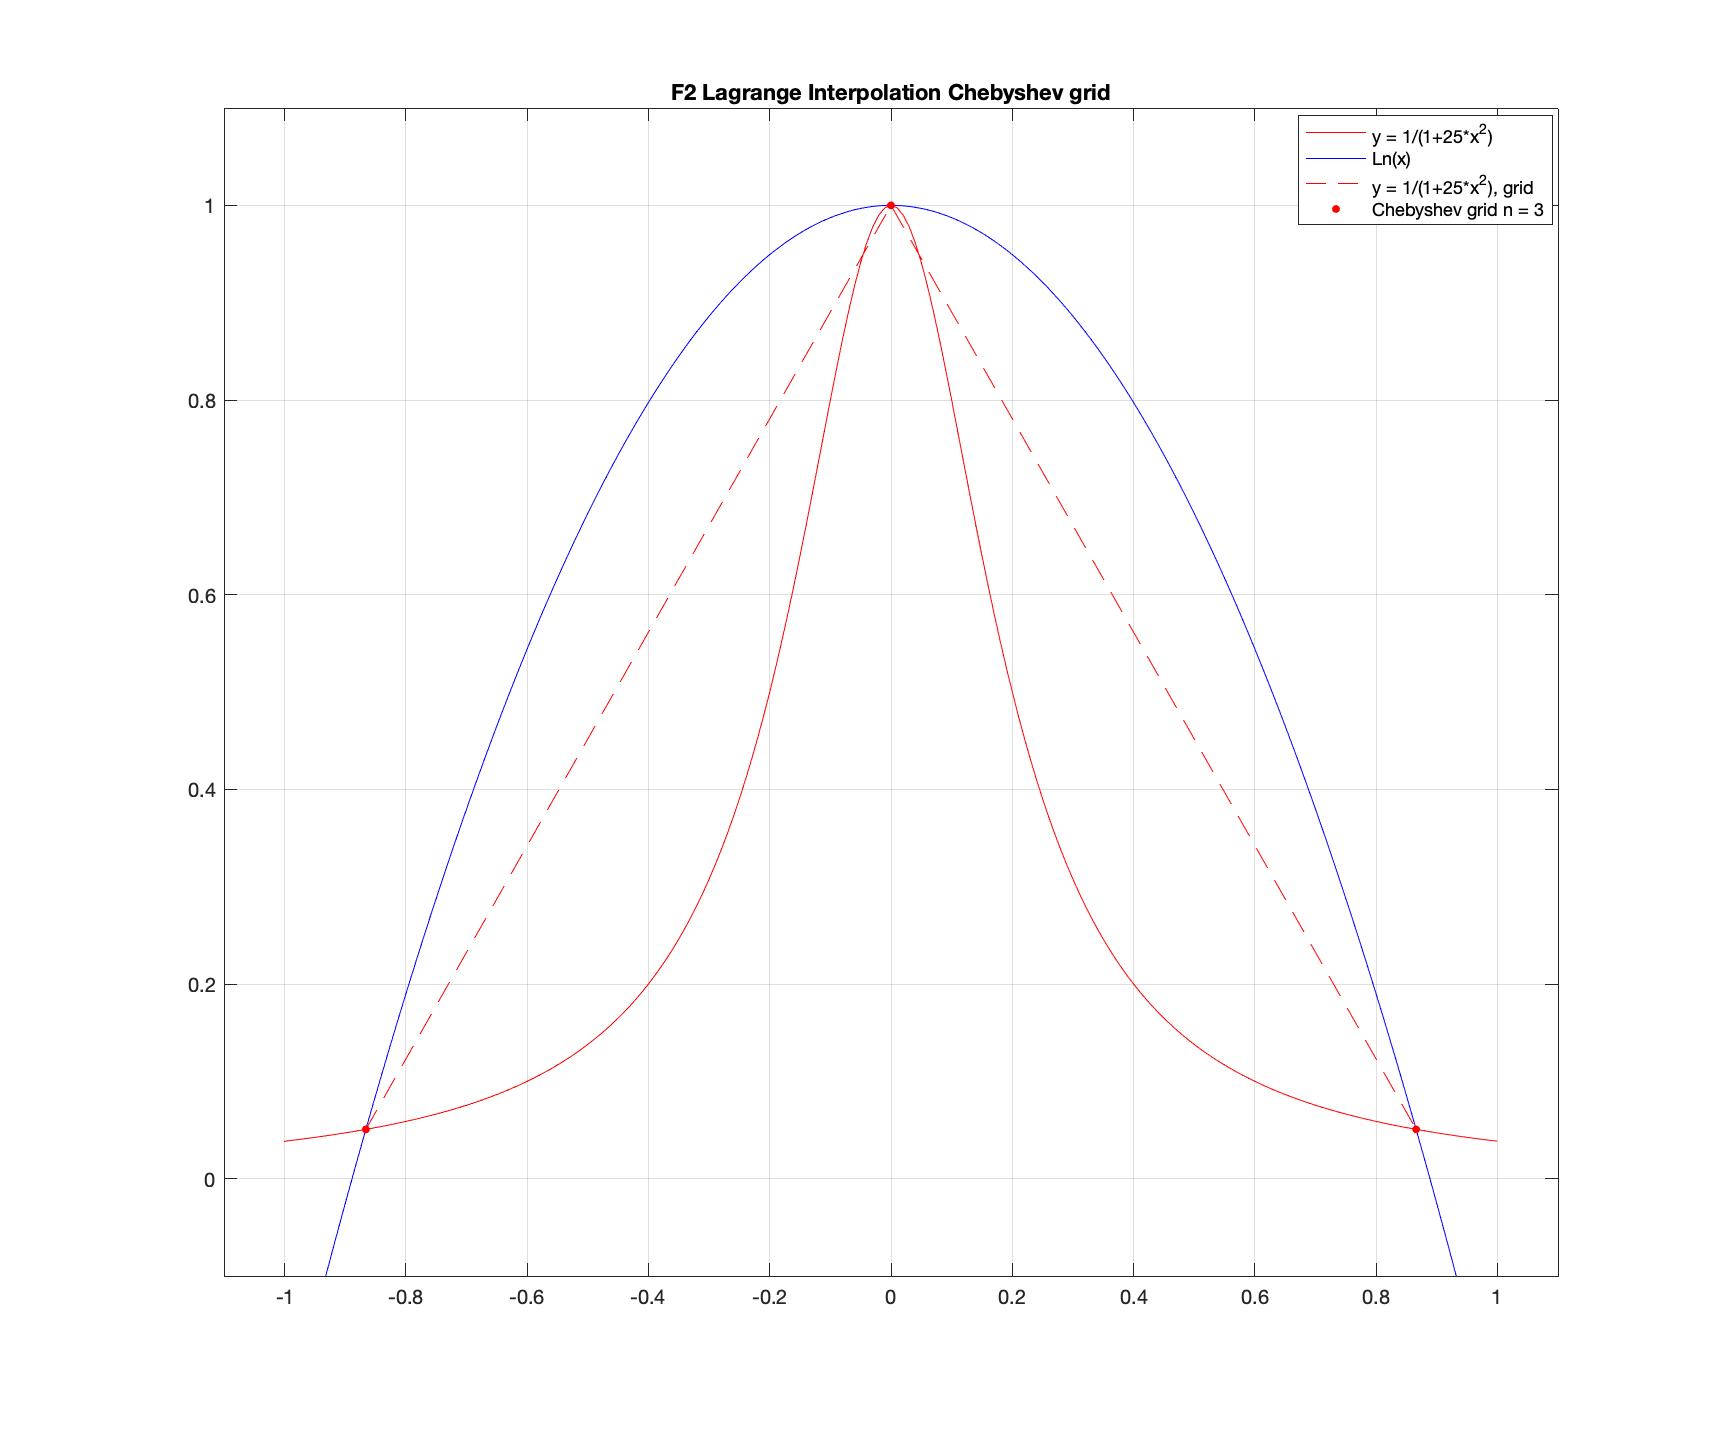 F2 Lagrange Interpolation Chebyshev grid
y = 1/(1+25*x²)
Ln(x)
y = 1/(1+25*x²), grid
Chebyshev grid n = 3
1
0.8
0.6
0.4
0.2
0
-1 -0.8 -0.6 -0.4 -0.2 0 0.2 0.4 0.6 0.8 1